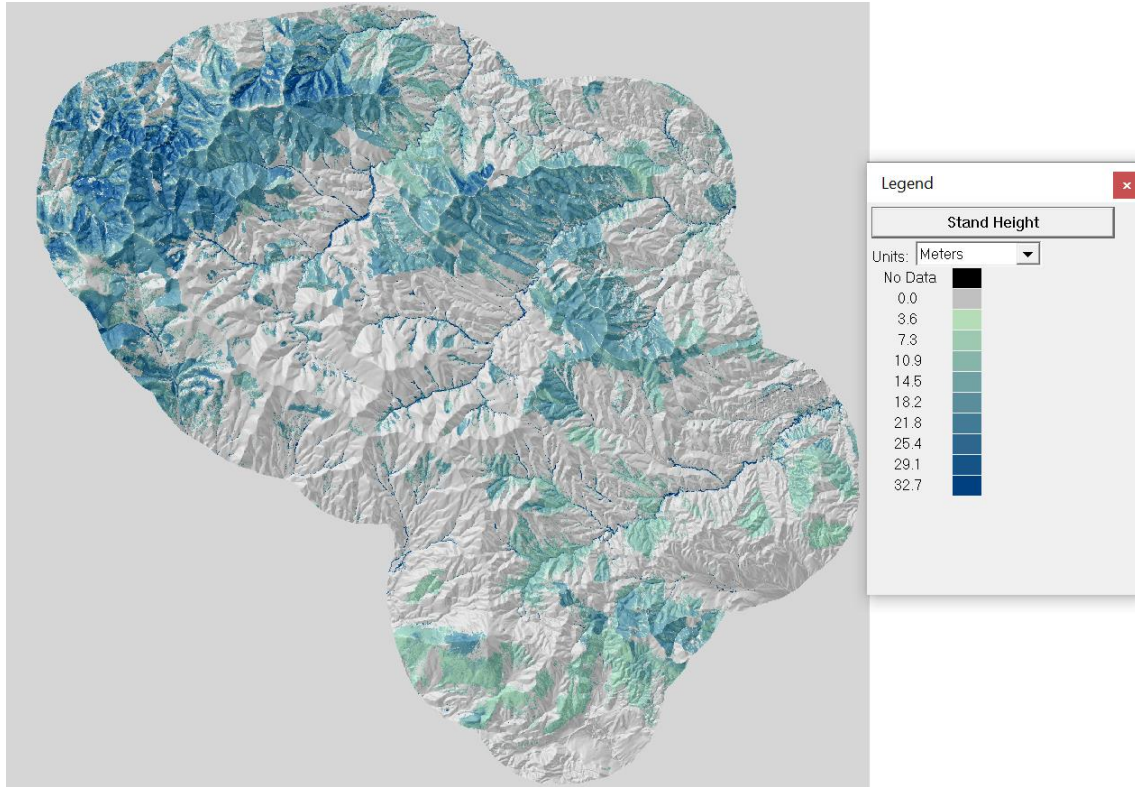 Legend
Stand Height
Units: Meters
No Data
0.0
3.6
7.3
10.9
14.5
18.2
21.8
25.4
29.1
32.7